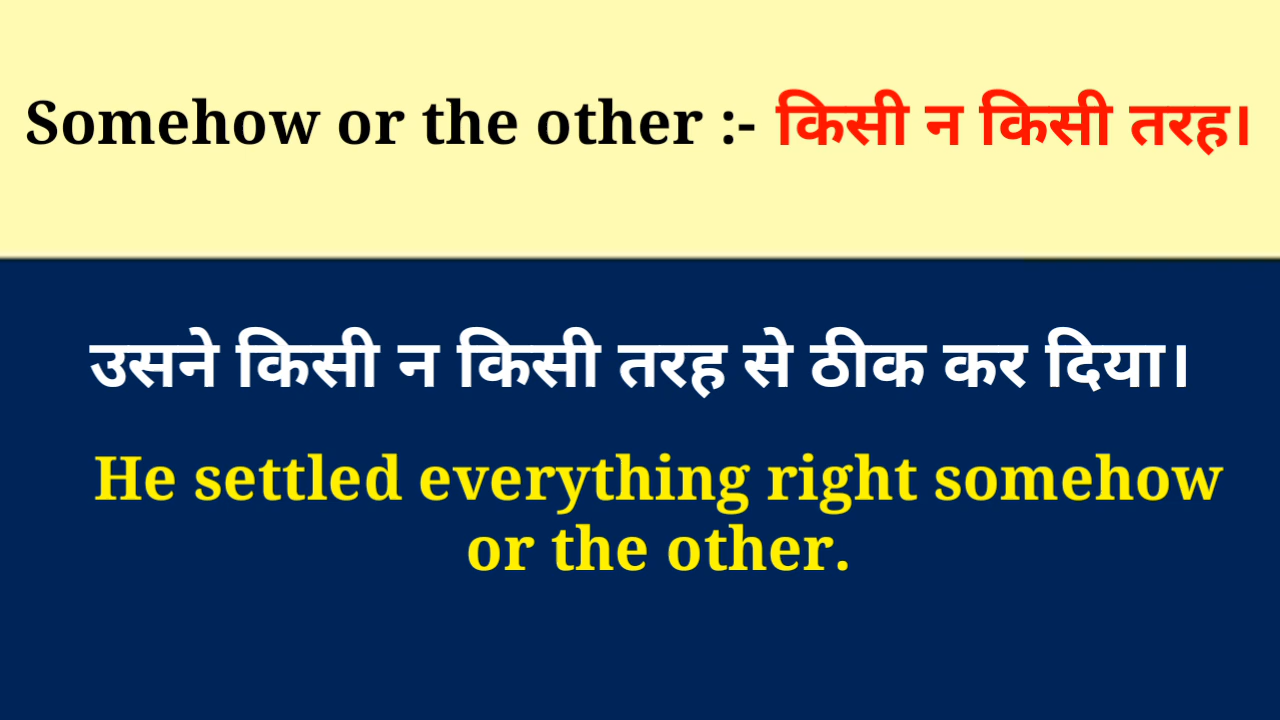 Somehow or the other :- किसी न किसी तरह।
उसने किसी न किसी तरह से ठीक कर दिया।
He settled everything right somehow
or the other.